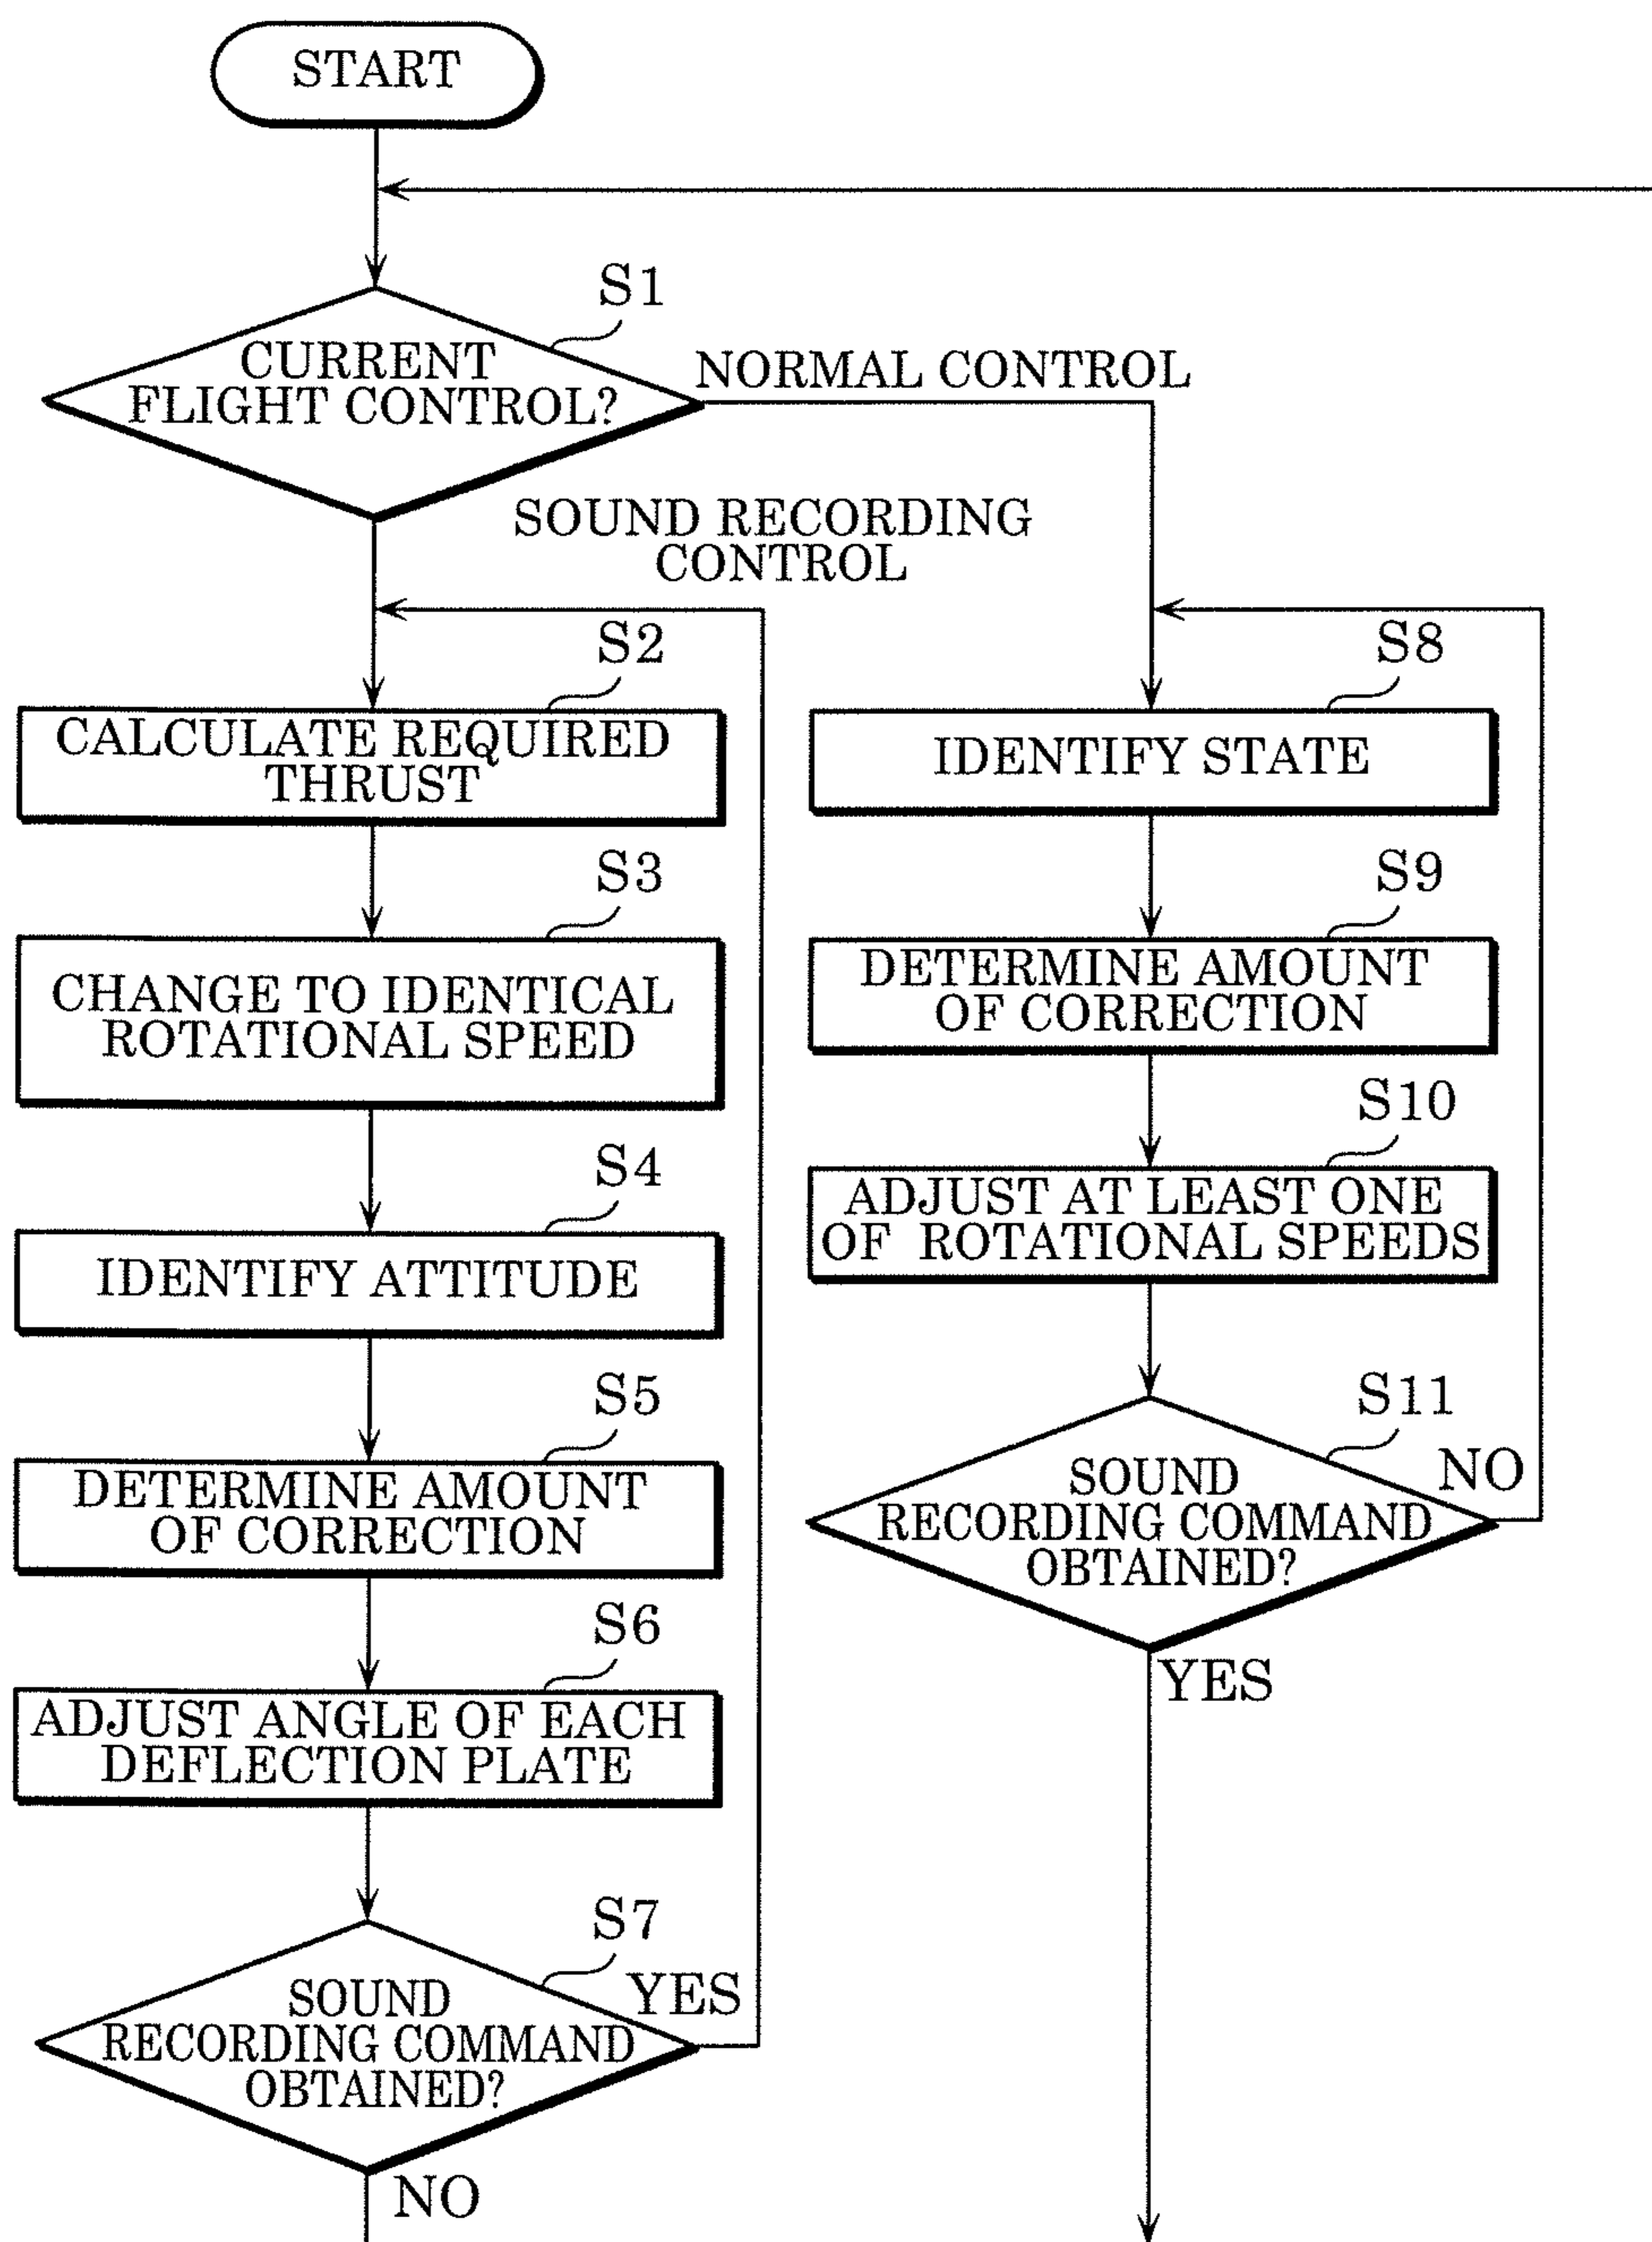 START
S1
CURRENT
FLIGHT CONTROL?
NORMAL CONTROL
SOUND RECORDING
CONTROL
S2
CALCULATE REQUIRED
THRUST
S3
CHANGE TO IDENTICAL
ROTATIONAL SPEED
S4
IDENTIFY ATTITUDE
S5
DETERMINE AMOUNT
OF CORRECTION
S6
ADJUST ANGLE OF EACH
DEFLECTION PLATE
S7
SOUND
RECORDING COMMAND
OBTAINED?
YES
NO
S8
IDENTIFY STATE
S9
DETERMINE AMOUNT
OF CORRECTION
S10
ADJUST AT LEAST ONE
OF ROTATIONAL SPEEDS
S11
SOUND
RECORDING COMMAND
OBTAINED?
NO
YES